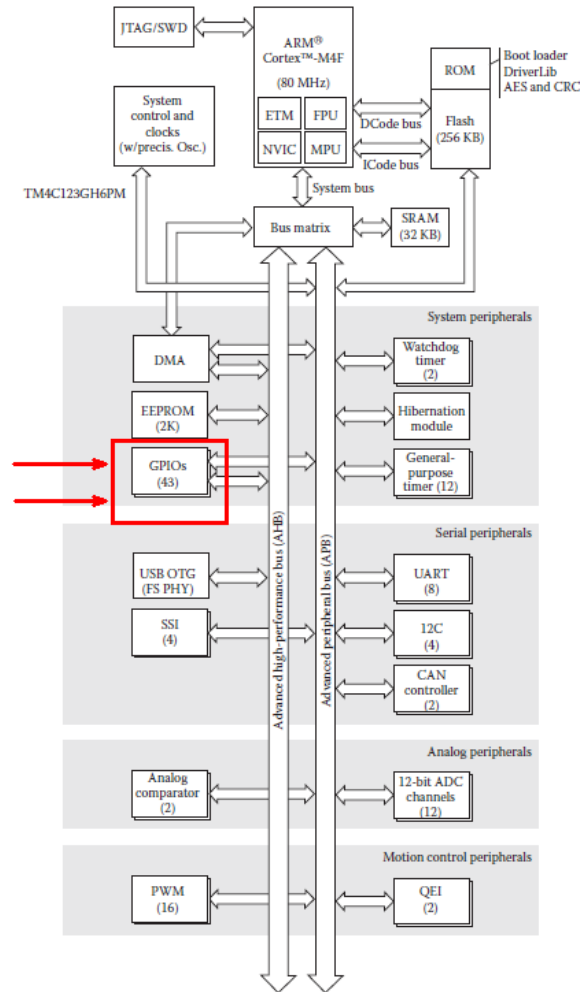 JTAG/SWD
ARM®
Cortex™-M4F
(80 MHz)
ETM
FPU
NVIC
MPU
ROM
Boot loader
DriverLib
AES and CRC
Flash
(256 KB)
DCode bus
ICode bus
System
control and
clocks
(w/precis. Osc.)
TM4C123GH6PM
System bus
Bus matrix
SRAM
(32 KB)
System peripherals
DMA
Watchdog
timer
(2)
EEPROM
(2K)
Hibernation
module
GPIOs
(43)
General-
purpose
timer (12)
Advanced high-performance bus (AHB)
Advanced peripheral bus (APB)
Serial peripherals
USB OTG
(FS PHY)
UART
(8)
SSI
(4)
12C
(4)
CAN
controller
(2)
Analog peripherals
Analog
comparator
(2)
12-bit ADC
channels
(12)
Motion control peripherals
PWM
(16)
QEI
(2)